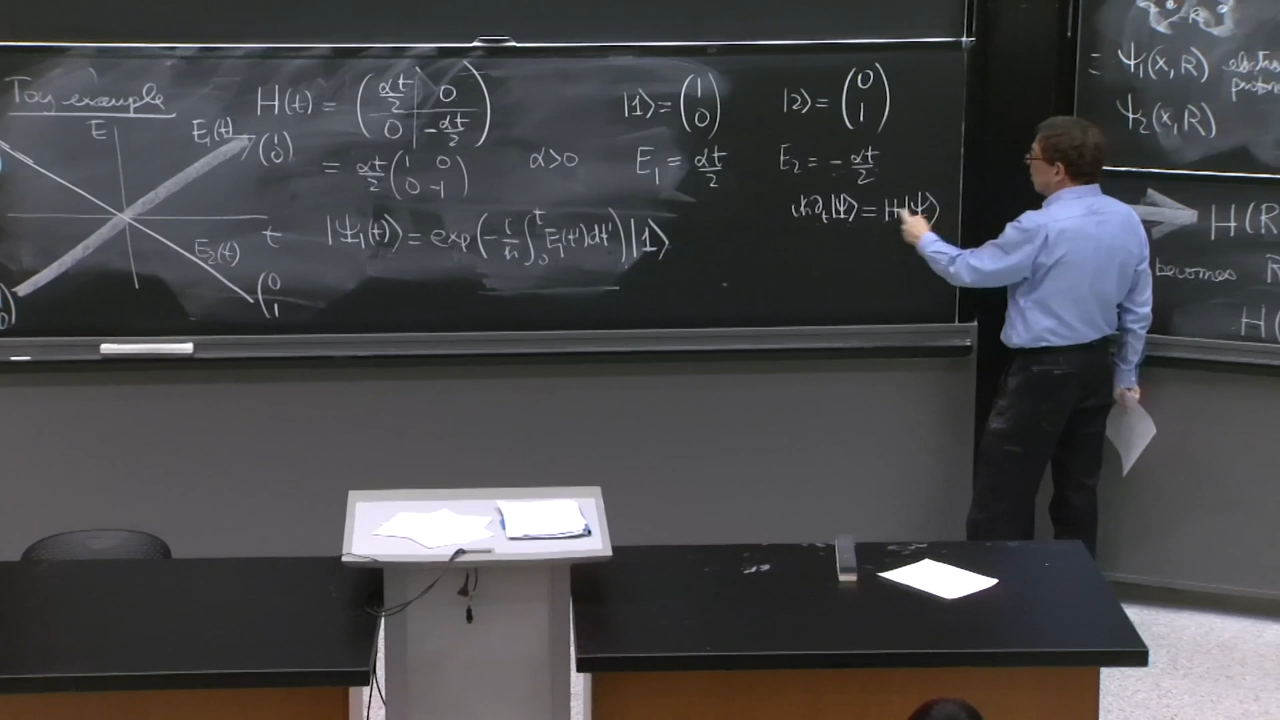 Toy example
H(t) = ( αt/2 0 ; 0 -αt/2 )
|1⟩ = ( 1 ; 0 )
|2⟩ = ( 0 ; 1 )
E
E₁(t)
( 1 ; 0 )
= αt/2 ( 1 0 ; 0 -1 )
α>0
E₁ = αt/2
E₂ = - αt/2
iħ∂ₜ|Ψ⟩ = H|Ψ⟩
t
|Ψ₁(t)⟩ = exp( - i/ħ ∫₀ᵗ E₁(t')dt' ) |1⟩
E₂(t)
( 0 ; 1 )
= Ψ₁(x, R)
Ψ₂(x, R)
H(R
becomes R
H(